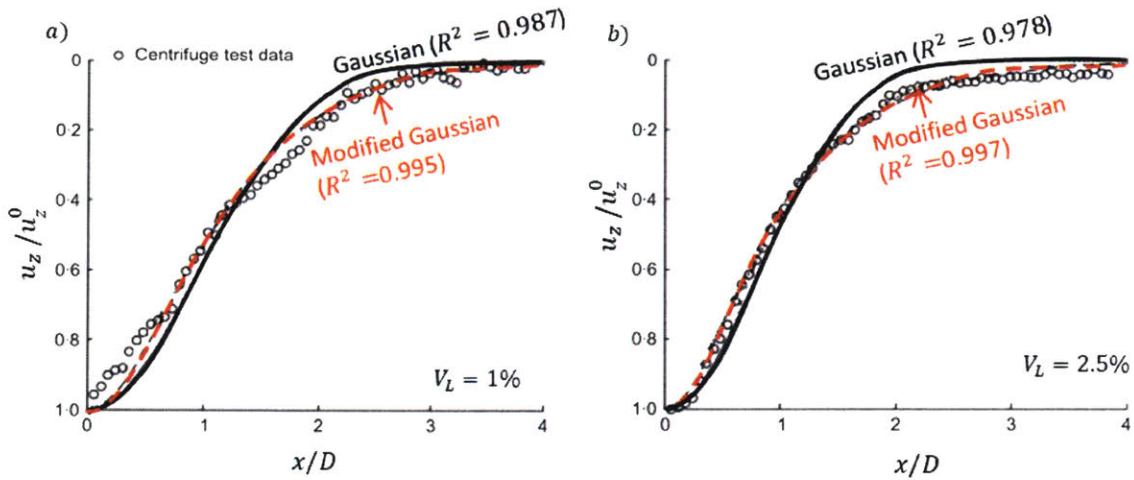 a)
Centrifuge test data
Gaussian (R² = 0.987)
0
0·2
0·4
0·6
0·8
1·0
u_z/u_z^0
Modified Gaussian
(R² =0.995)
V_L = 1%
0 1 2 3 4
x/D
b)
Gaussian (R² = 0.978)
0
0·2
0·4
0·6
0·8
1·0
u_z/u_z^0
Modified Gaussian
(R² =0.997)
V_L = 2.5%
0 1 2 3 4
x/D